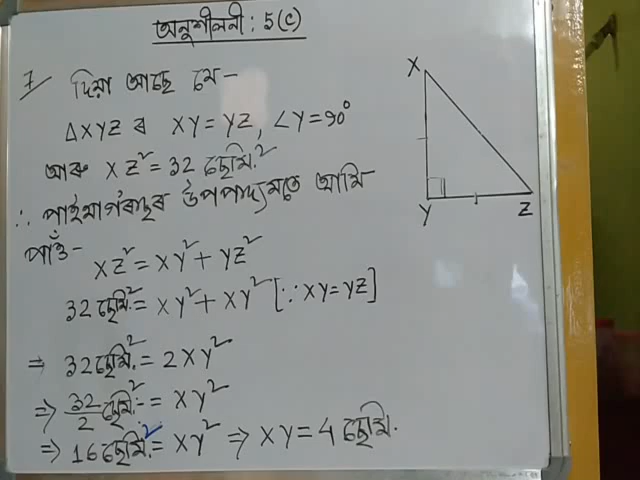 অনুশীলনী : 5(c)
7 দিয়া আছে যে-
ΔXYZ ৰ XY = YZ, ∠Y = 90°
আৰু XZ² = 32 ছেমি.²
∴ পাইথাগৰাছৰ উপপাদ্যমতে আমি
পাওঁ-
XZ² = XY² + YZ²
32 ছেমি.² = XY² + XY² [∵ XY = YZ]
⇒ 32 ছেমি.² = 2XY²
⇒ 32/2 ছেমি.² = XY²
⇒ 16 ছেমি.² = XY² ⇒ XY = 4 ছেমি.
X
Y
Z